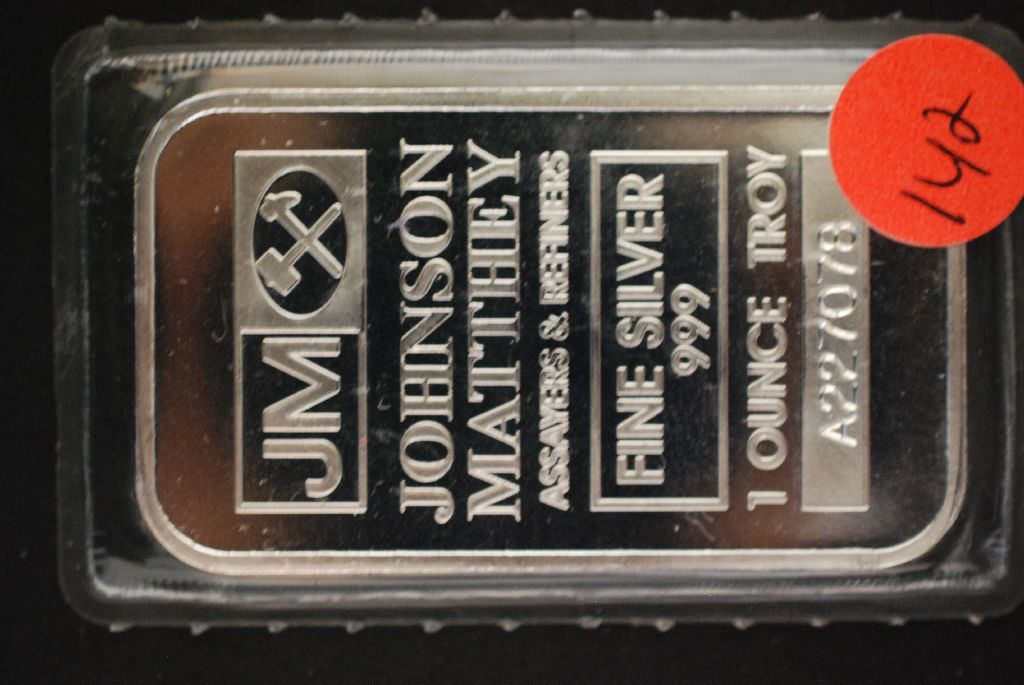 JM
JOHNSON
MATTHEY
ASSAYERS & REFINERS
FINE SILVER
999
1 OUNCE TROY
A227078
142